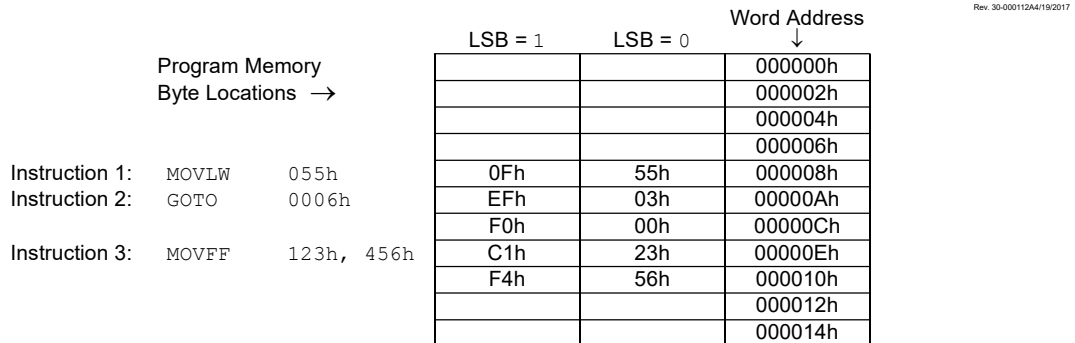 Rev. 30-000112A4/19/2017
Word Address
LSB = 1 LSB = 0 ↓
Program Memory 000000h
Byte Locations → 000002h
000004h
000006h
Instruction 1: MOVLW 055h 0Fh 55h 000008h
Instruction 2: GOTO 0006h EFh 03h 00000Ah
F0h 00h 00000Ch
Instruction 3: MOVFF 123h, 456h C1h 23h 00000Eh
F4h 56h 000010h
000012h
000014h